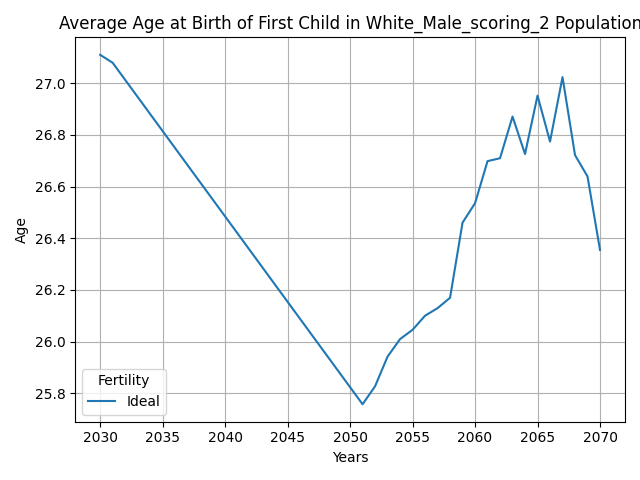 Average Age at Birth of First Child in White_Male_scoring_2 Population
27.0
26.8
26.6
26.4
26.2
26.0
25.8
Age
Fertility
Ideal
2030 2035 2040 2045 2050 2055 2060 2065 2070
Years